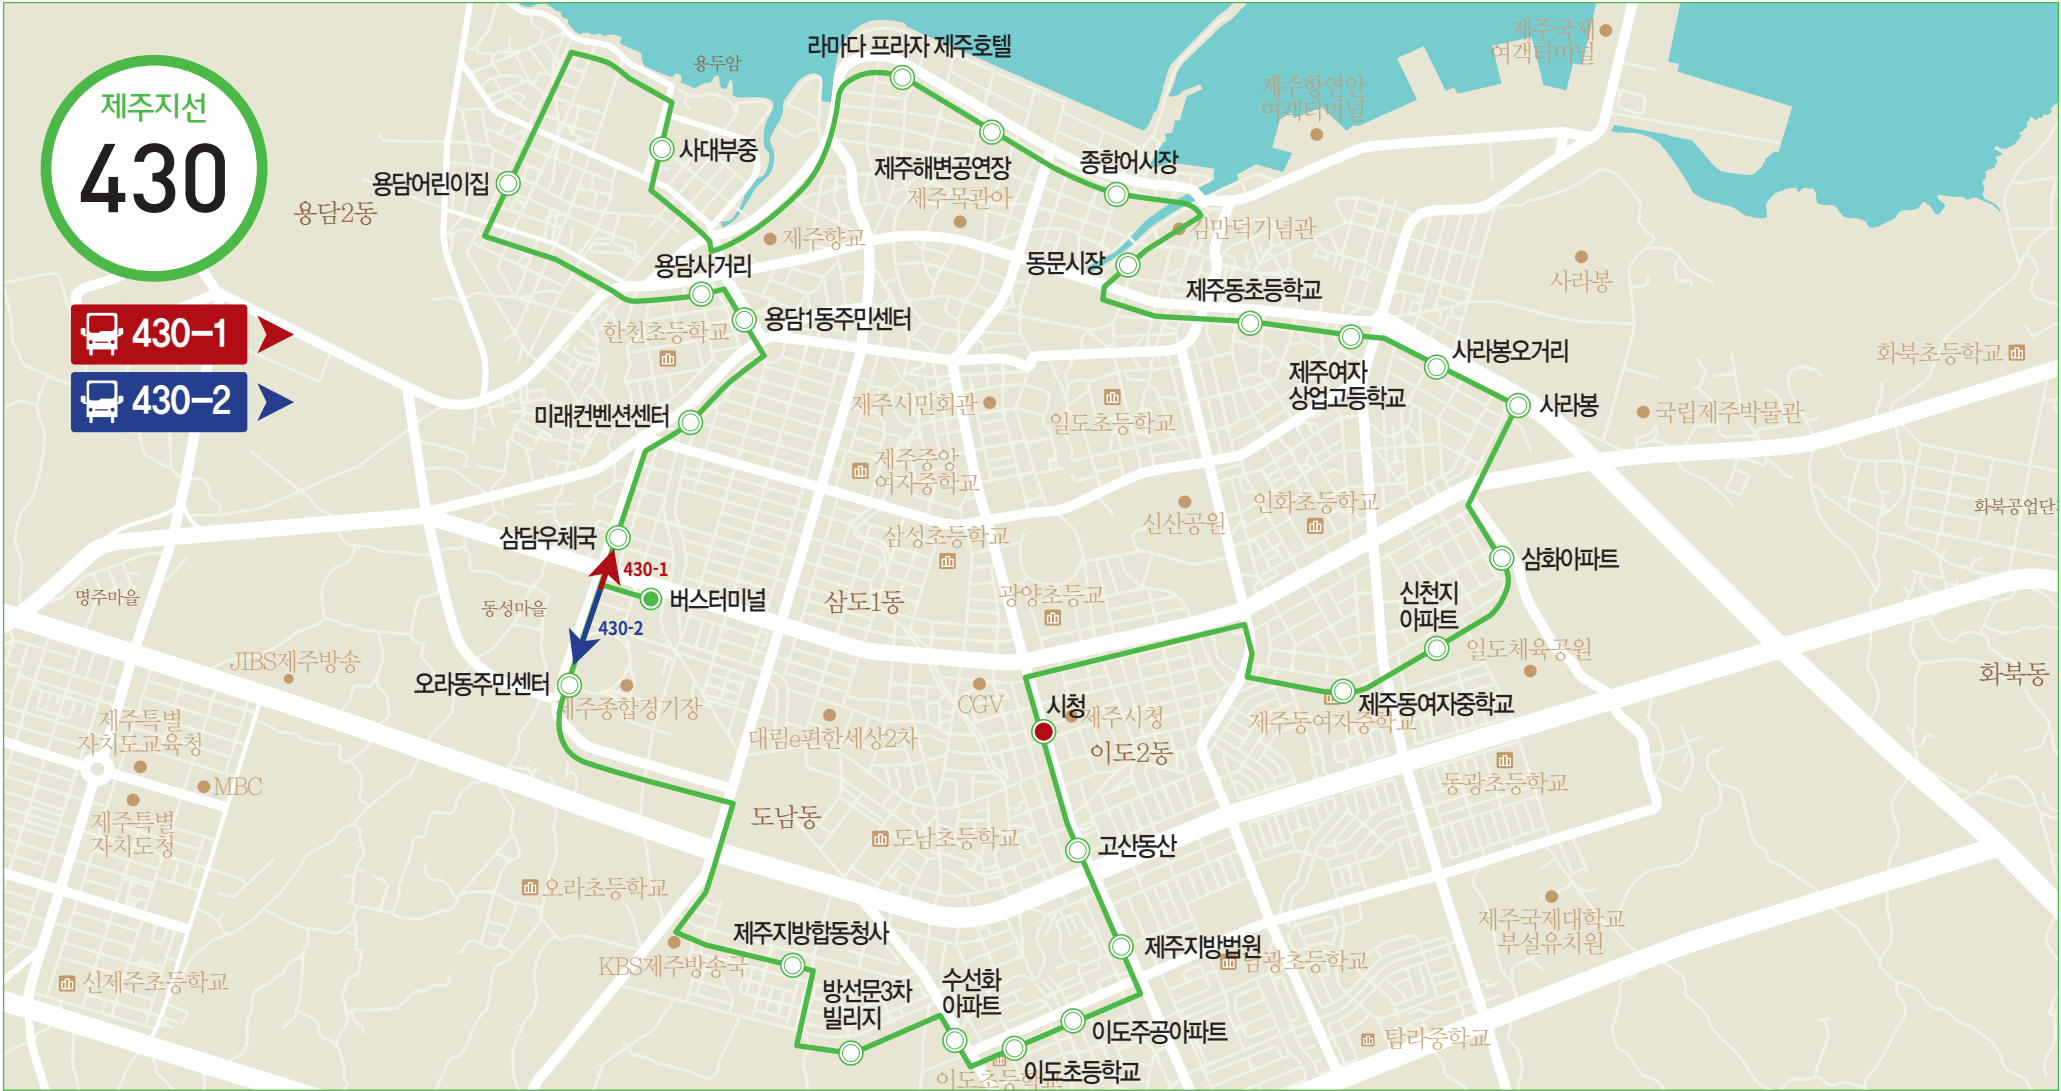 제주지선
430
430-1
430-2
용두암
라마다 프라자 제주호텔
제주국제
여객터미널
제주항연안
여객터미널
사대부중
용담어린이집
용담2동
제주해변공연장
제주목관아
종합어시장
제주향교
김만덕기념관
용담사거리
동문시장
사라봉
제주동초등학교
한천초등학교
용담1동주민센터
사라봉오거리
화북초등학교
제주여자
상업고등학교
미래컨벤션센터
제주시민회관
일도초등학교
사라봉
국립제주박물관
제주중앙
여자중학교
신산공원
인화초등학교
화북공업단
삼담우체국
삼성초등학교
430-1
삼화아파트
명주마을
동성마을
버스터미널
삼도1동
광양초등교
신천지
아파트
430-2
JIBS제주방송
오라동주민센터
일도체육공원
화북동
제주종합경기장
CGV
시청
제주시청
제주동여자중학교
제주동여자중학교
제주특별
자치도교육청
대림e편한세상2차
이도2동
MBC
동광초등학교
제주특별
자치도청
도남동
도남초등학교
고산동산
오라초등학교
제주국제대학교
부설유치원
제주지방합동청사
제주지방법원
KBS제주방송국
남광초등학교
신제주초등학교
방선문3차
빌리지
수선화
아파트
이도주공아파트
탐라중학교
이도초등학교
이도초등학교